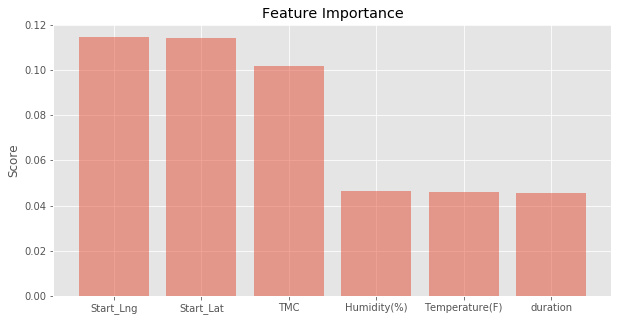 Feature Importance
0.12
0.10
0.08
0.06
0.04
0.02
0.00
Score
Start_Lng Start_Lat TMC Humidity(%) Temperature(F) duration